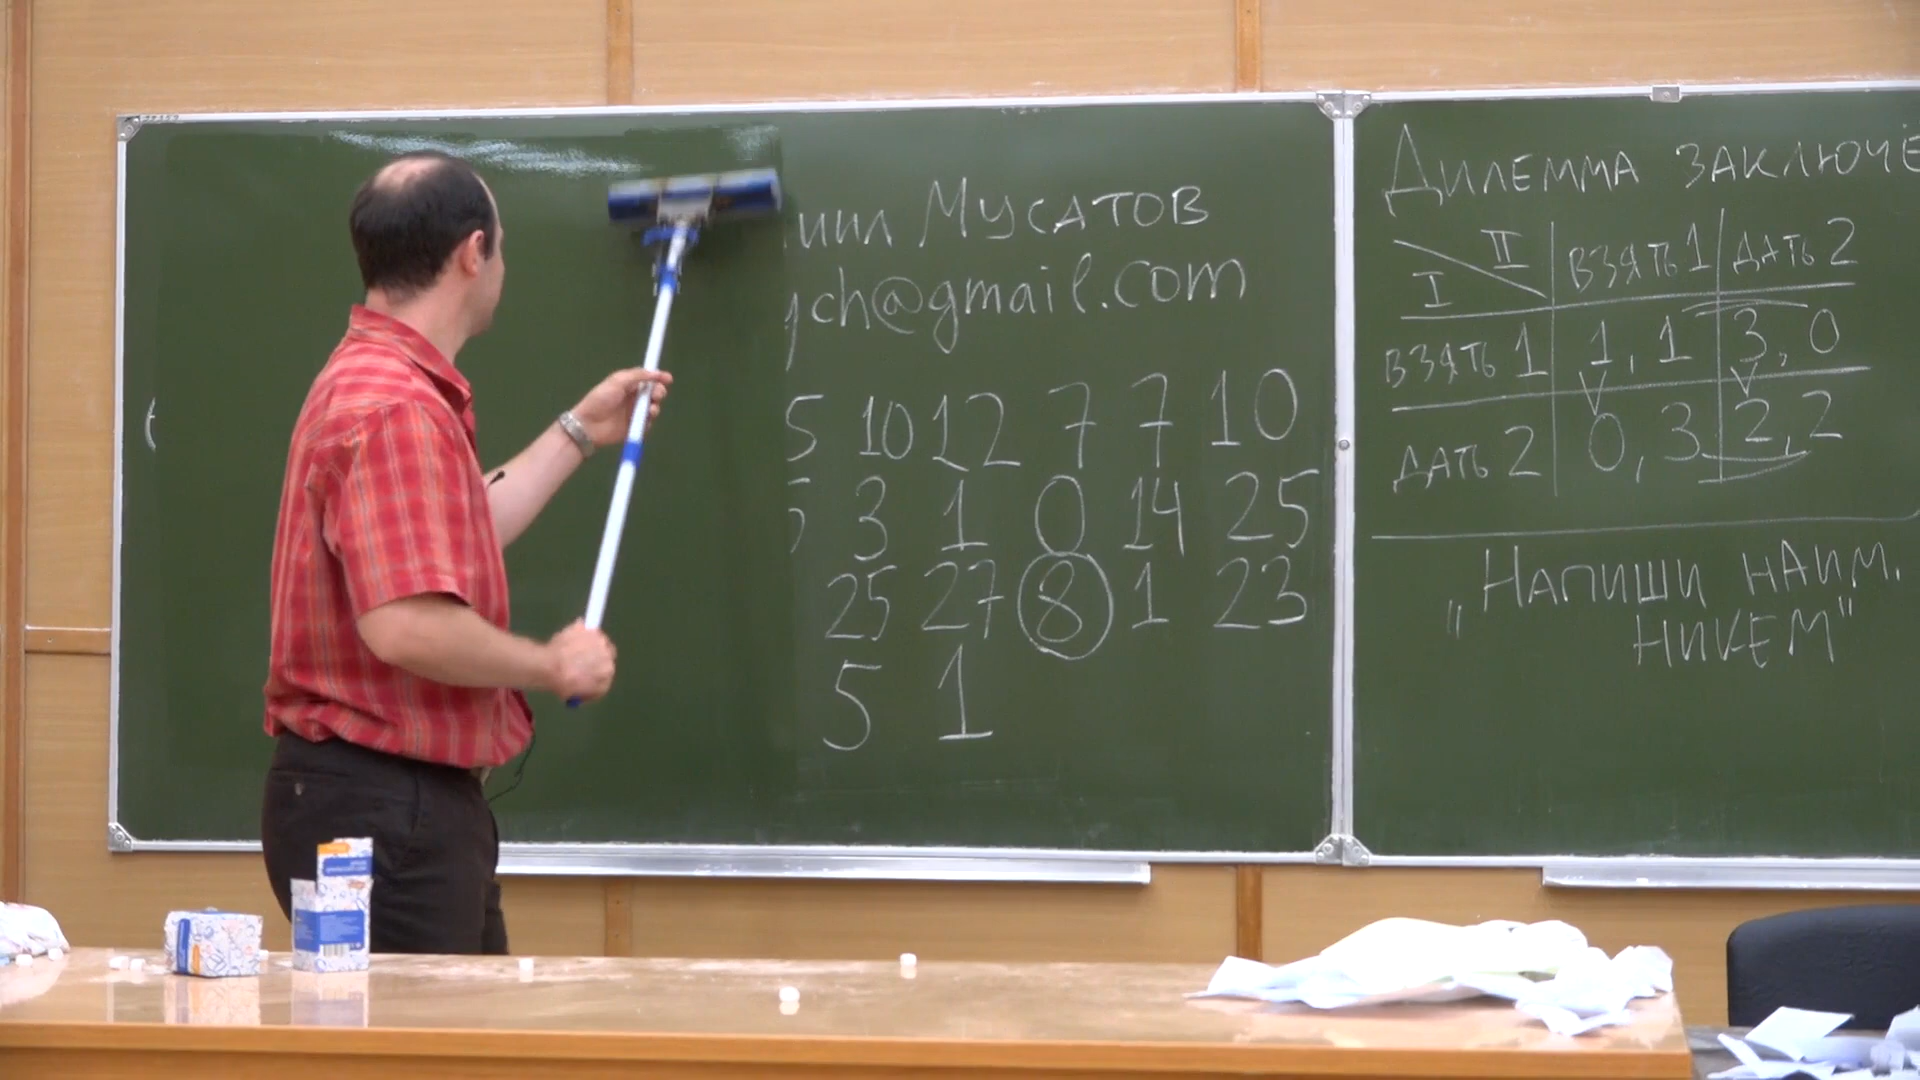 Мусатов
ch@gmail.com
5 10 12 7 7 10
3 1 0 14 25
25 27 8 1 23
5 1
Дилемма заключё
II
I
взять 1 дать 2
взять 1 1, 1 3, 0
дать 2 0, 3 2, 2
„Напиши наим.
никем"